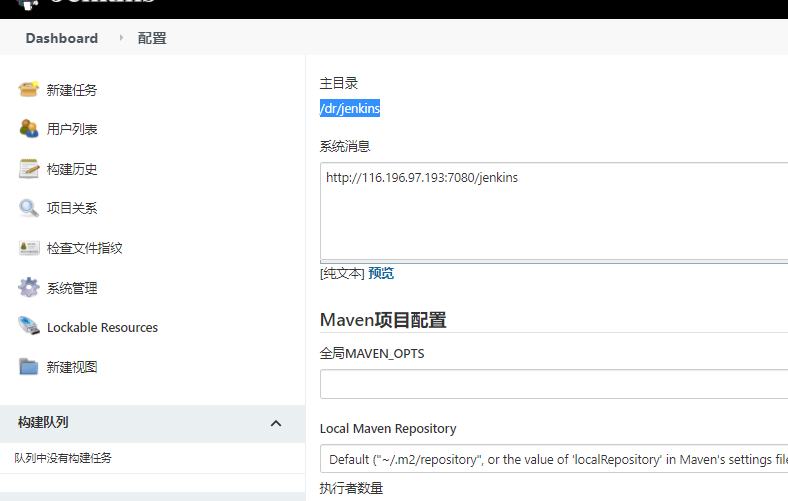 Jenkins
Dashboard
配置
新建任务
用户列表
构建历史
项目关系
检查文件指纹
系统管理
Lockable Resources
新建视图
构建队列
队列中没有构建任务
主目录
/dr/jenkins
系统消息
http://116.196.97.193:7080/jenkins
[纯文本] 预览
Maven项目配置
全局MAVEN_OPTS
Local Maven Repository
Default ("~/.m2/repository", or the value of 'localRepository' in Maven's settings file
执行者数量